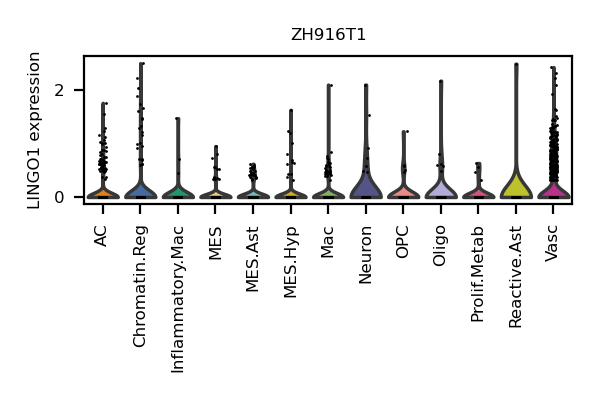 ZH916T1
LINGO1 expression
2
0
AC
Chromatin.Reg
Inflammatory.Mac
MES
MES.Ast
MES.Hyp
Mac
Neuron
OPC
Oligo
Prolif.Metab
Reactive.Ast
Vasc